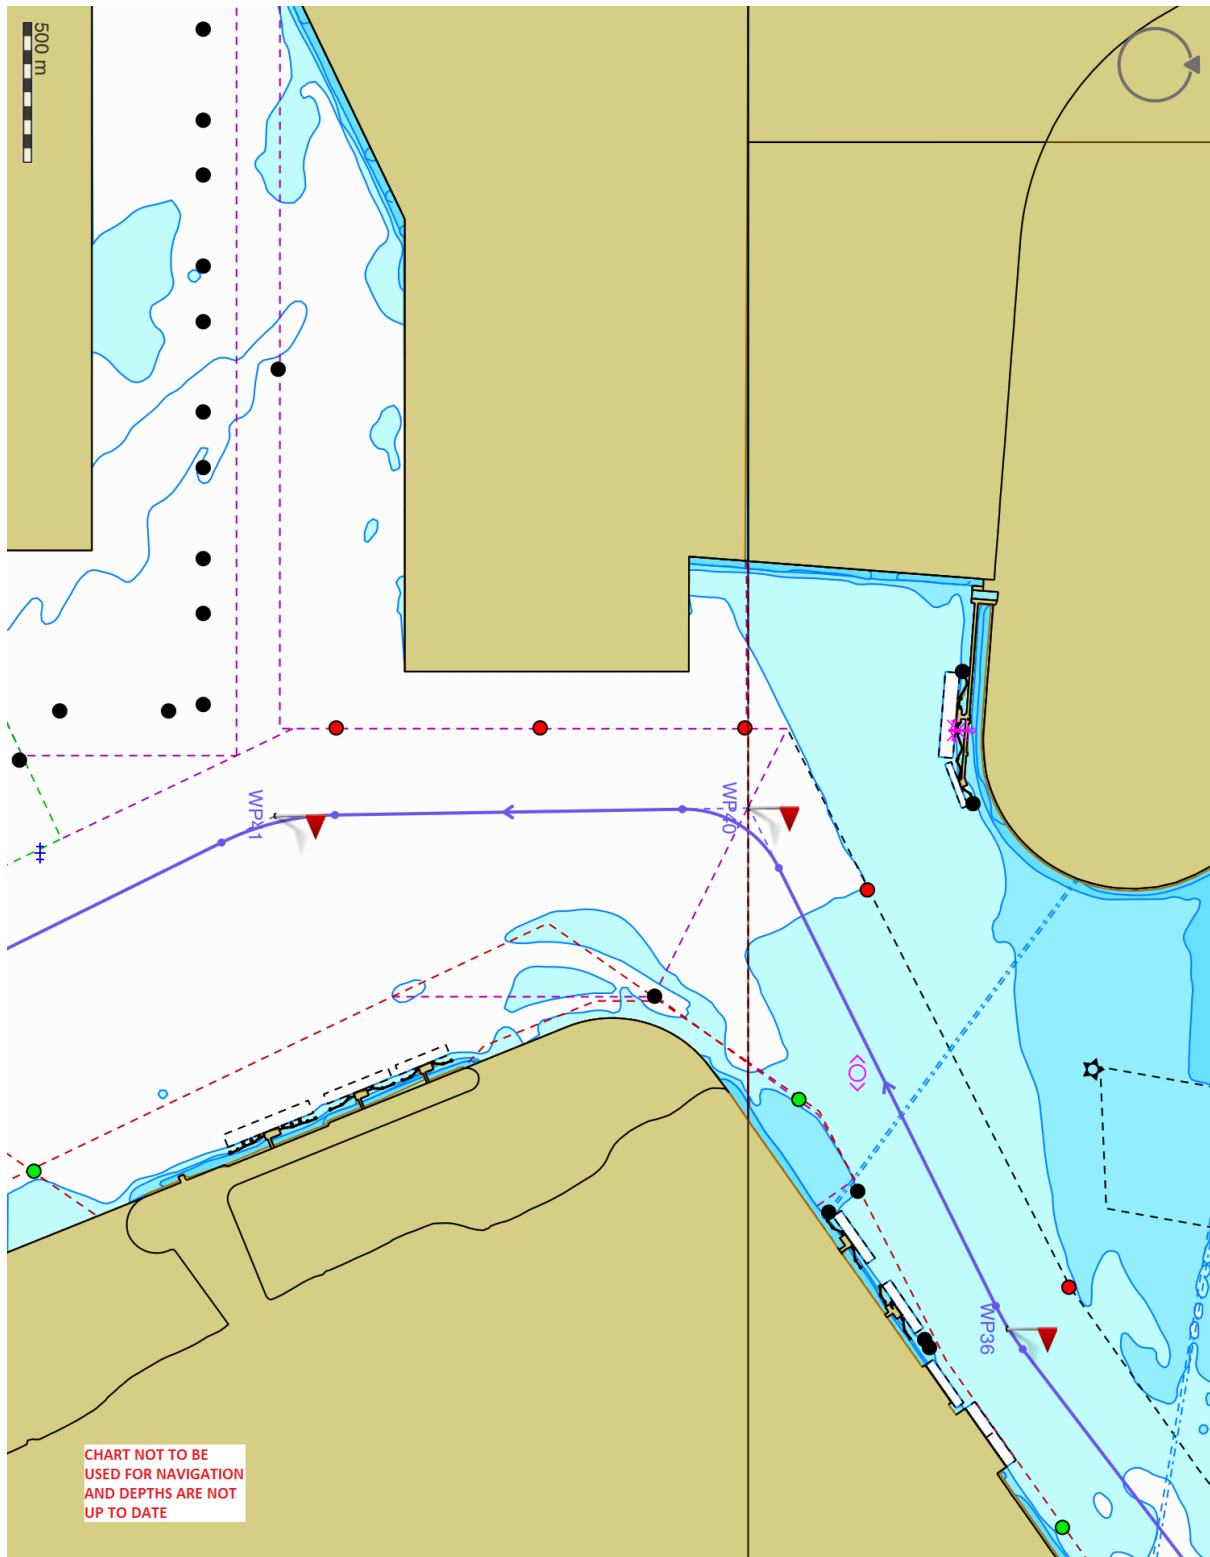 500 m
WP41
WP40
WP36
CHART NOT TO BE
USED FOR NAVIGATION
AND DEPTHS ARE NOT
UP TO DATE